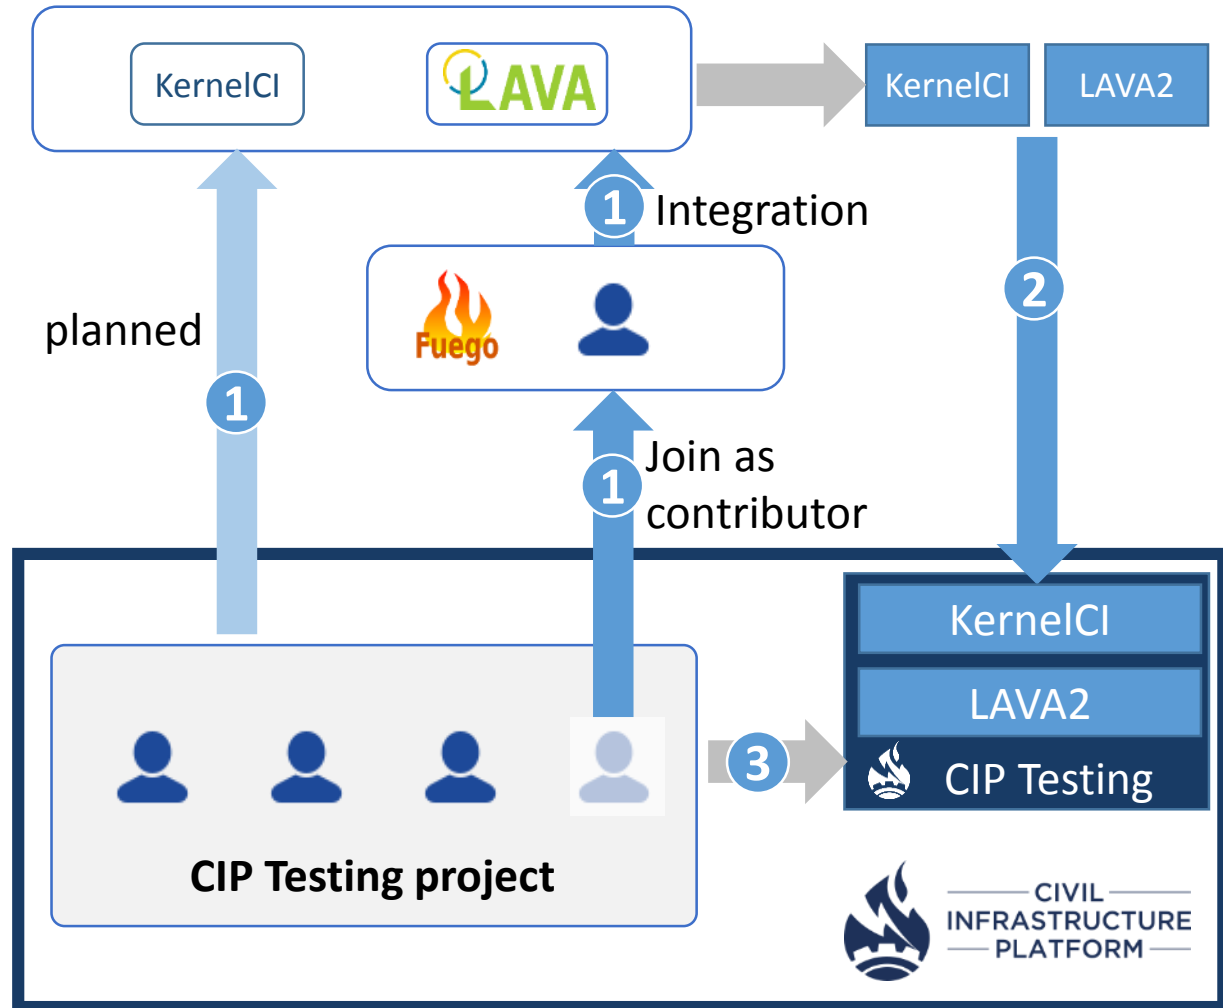 KernelCI
LAVA
KernelCI
LAVA2
1
Integration
2
planned
Fuego
1
Join as
1
contributor
KernelCI
LAVA2
3
CIP Testing
CIP Testing project
CIVIL
INFRASTRUCTURE
PLATFORM